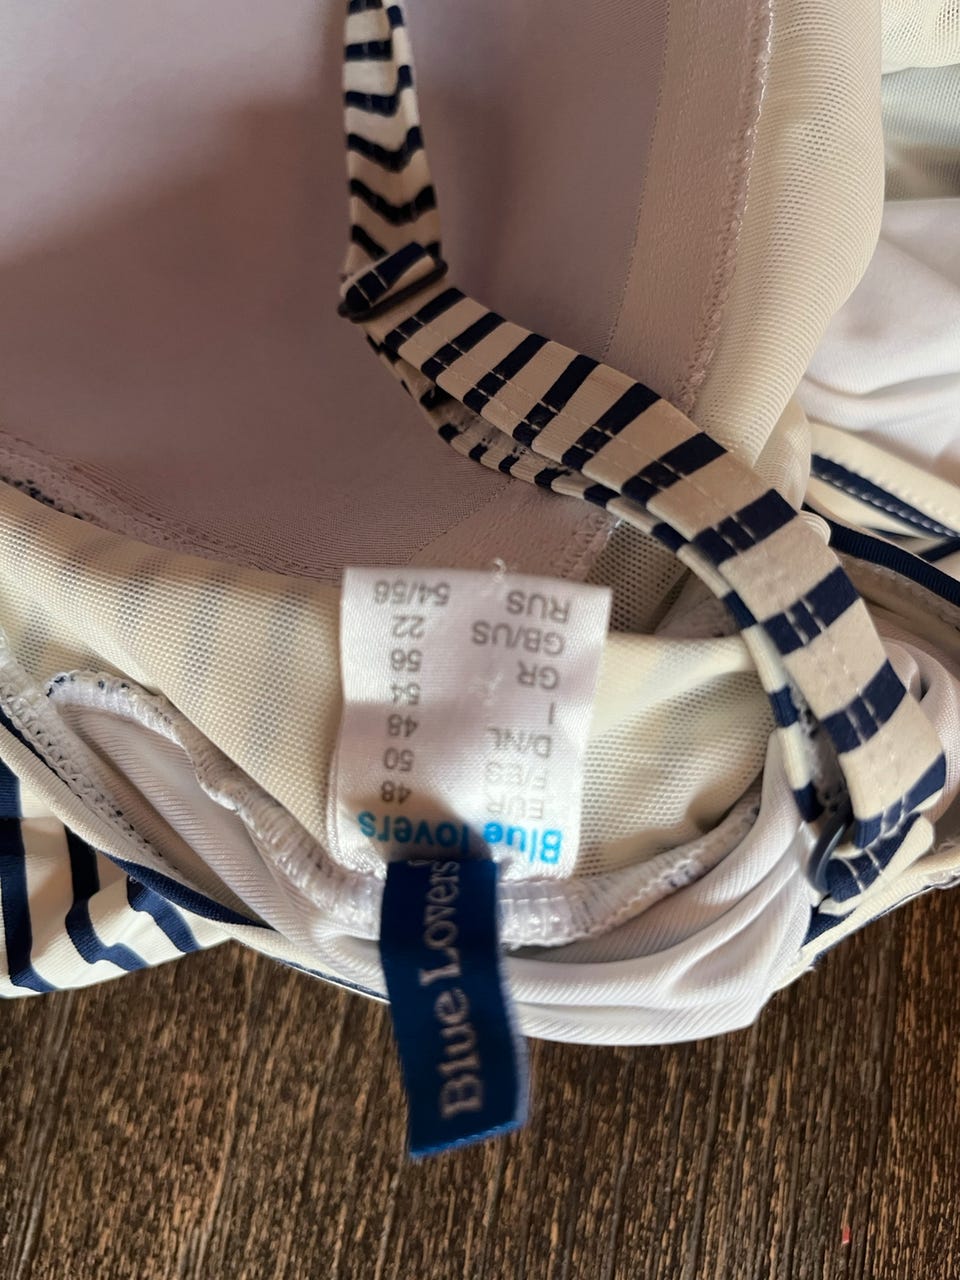 Blue lovers
EUR 48
F/ES 50
D/NL 48
I 54
GR 56
GB/US 22
RUS 54/56
Blue Lovers